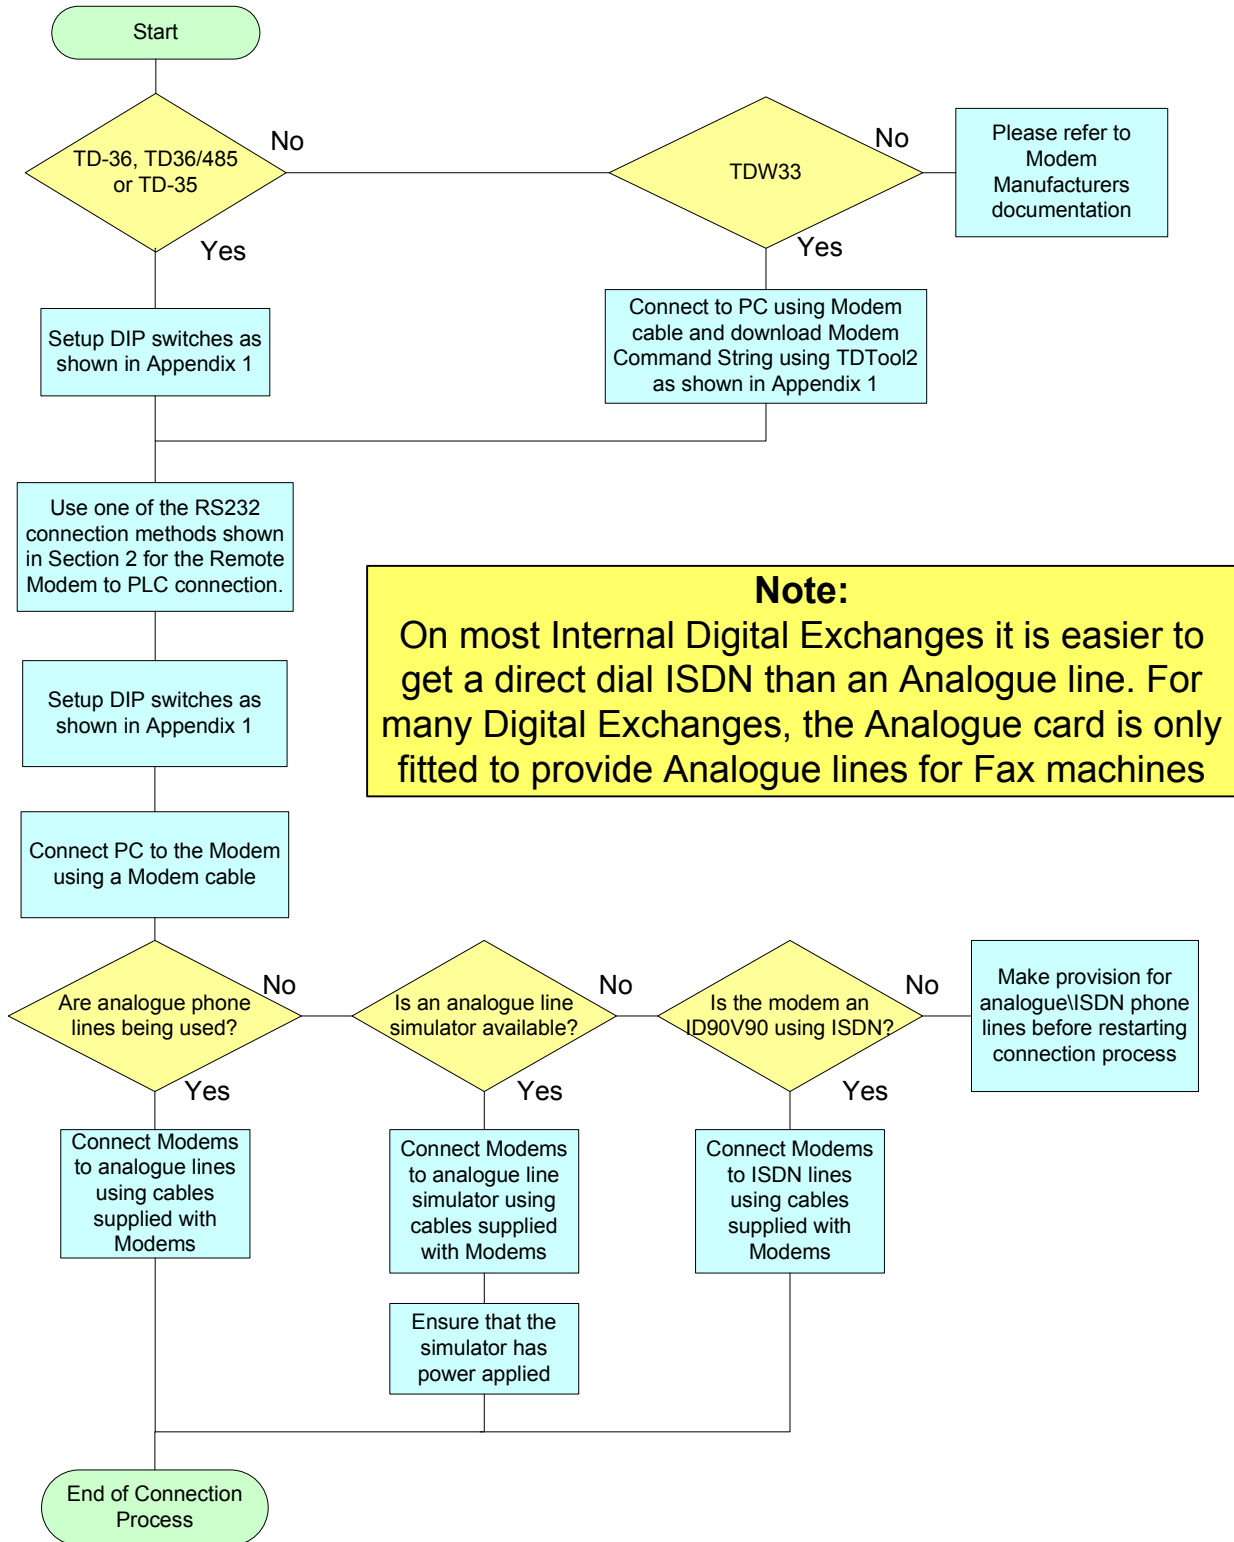 Start
TD-36, TD36/485
or TD-35
No
Yes
TDW33
No
Yes
Please refer to
Modem
Manufacturers
documentation
Setup DIP switches as
shown in Appendix 1
Connect to PC using Modem
cable and download Modem
Command String using TDTool2
as shown in Appendix 1
Use one of the RS232
connection methods shown
in Section 2 for the Remote
Modem to PLC connection.
Note:
On most Internal Digital Exchanges it is easier to
get a direct dial ISDN than an Analogue line. For
many Digital Exchanges, the Analogue card is only
fitted to provide Analogue lines for Fax machines
Setup DIP switches as
shown in Appendix 1
Connect PC to the Modem
using a Modem cable
Are analogue phone
lines being used?
No
Yes
Is an analogue line
simulator available?
No
Yes
Is the modem an
ID90V90 using ISDN?
No
Yes
Make provision for
analogue\ISDN phone
lines before restarting
connection process
Connect Modems
to analogue lines
using cables
supplied with
Modems
Connect Modems
to analogue line
simulator using
cables supplied
with Modems
Connect Modems
to ISDN lines
using cables
supplied with
Modems
Ensure that the
simulator has
power applied
End of Connection
Process